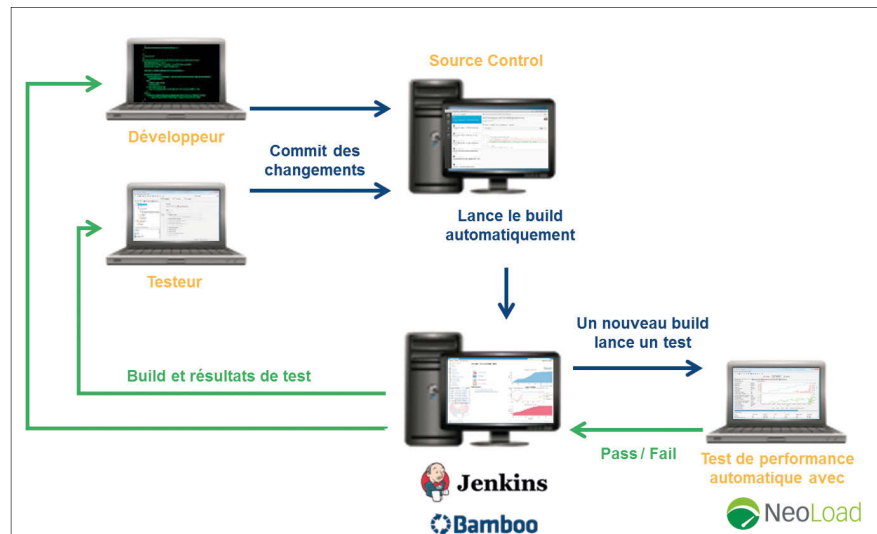 Source Control
Développeur
Commit des
changements
Testeur
Lance le build
automatiquement
Un nouveau build
lance un test
Build et résultats de test
Pass / Fail
Test de performance
automatique avec
Jenkins
Bamboo
NeoLoad